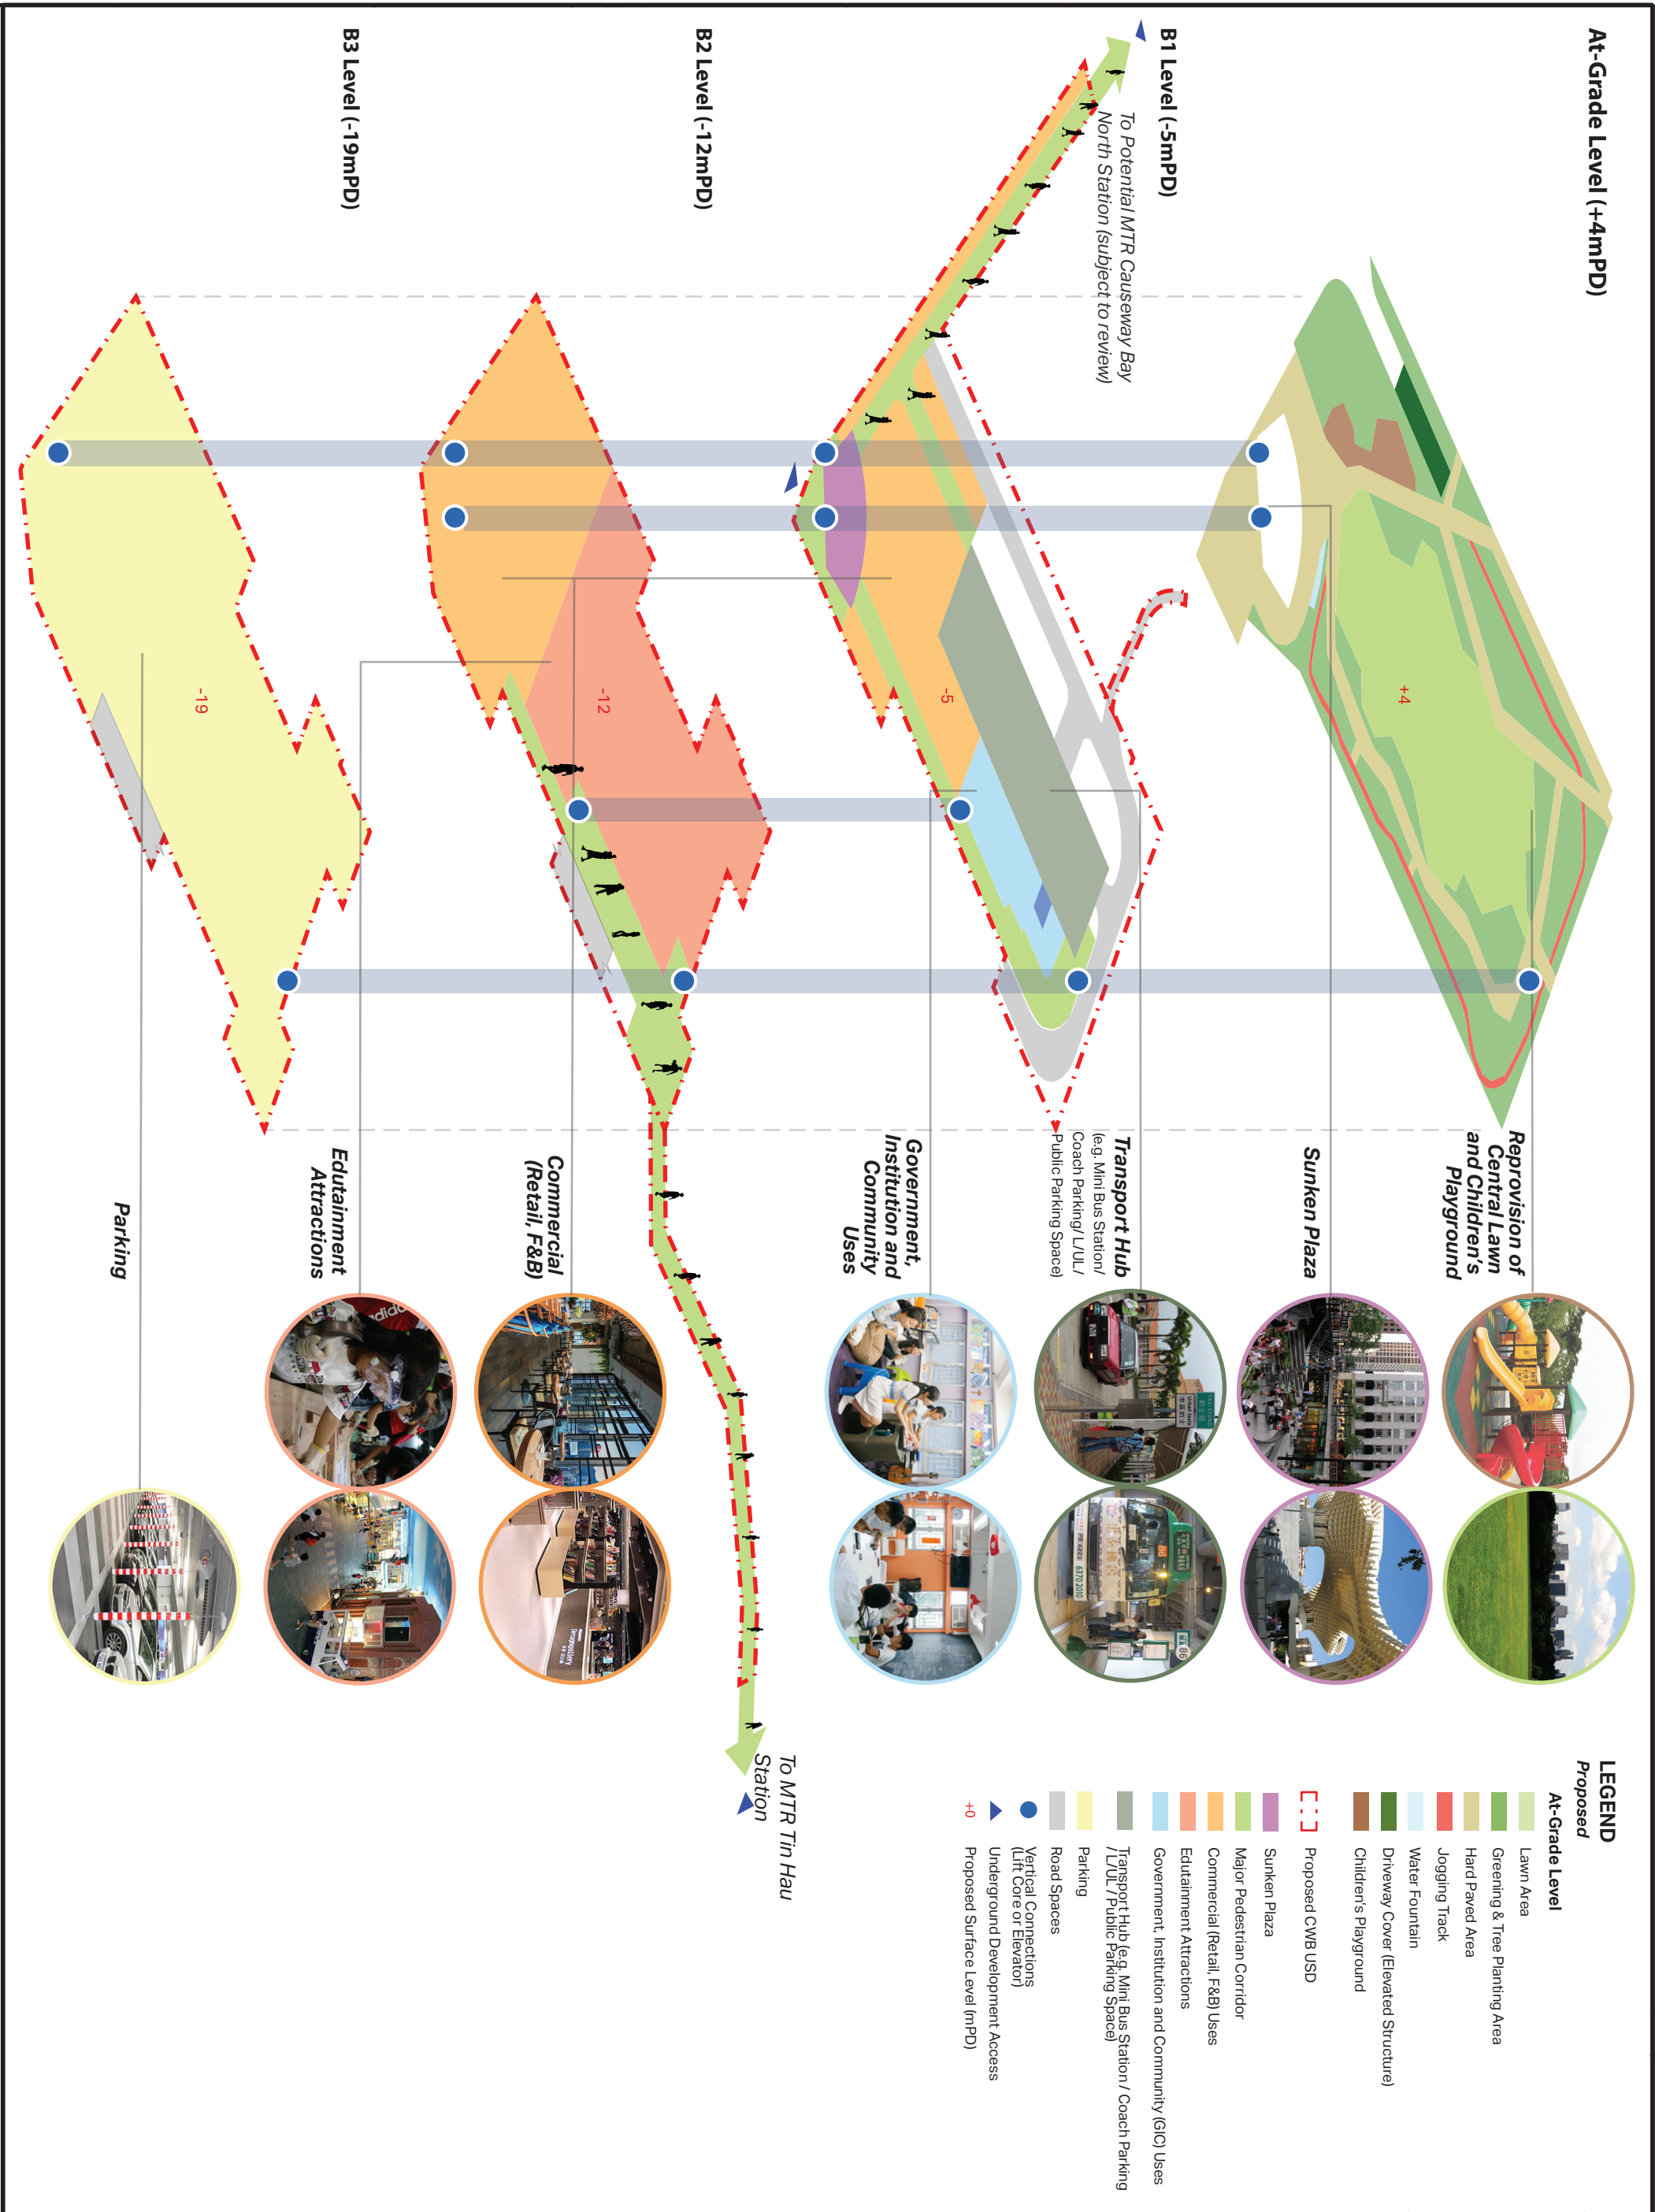 At-Grade Level (+4mPD)
B1 Level (-5mPD)
To Potential MTR Causeway Bay
North Station (subject to review)
B2 Level (-12mPD)
B3 Level (-19mPD)
+4
-5
-12
-19
Reprovision of
Central Lawn
and Children's
Playground
Sunken Plaza
Transport Hub
(e.g. Mini Bus Station/
Coach Parking/ L/UL/
Public Parking Space)
Government,
Institution and
Community
Uses
Commercial
(Retail, F&B)
Edutainment
Attractions
Parking
To MTR Tin Hau
Station
LEGEND
Proposed
At-Grade Level
Lawn Area
Greening & Tree Planting Area
Hard Paved Area
Jogging Track
Water Fountain
Driveway Cover (Elevated Structure)
Children's Playground
Proposed CWB USD
Sunken Plaza
Major Pedestrian Corridor
Commercial (Retail, F&B) Uses
Edutainment Attractions
Government, Institution and Community (GIC) Uses
Transport Hub (e.g. Mini Bus Station / Coach Parking
/ L/UL / Public Parking Space)
Parking
Road Spaces
Vertical Connections
(Lift Core or Elevator)
Underground Development Access
+0 Proposed Surface Level (mPD)